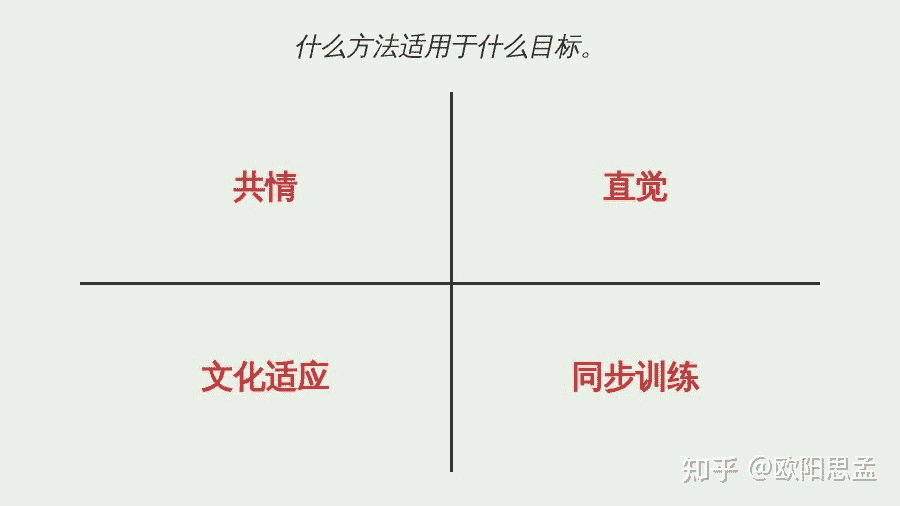 什么方法适用于什么目标。
共情
直觉
文化适应
同步训练
知乎 @欧阳思孟